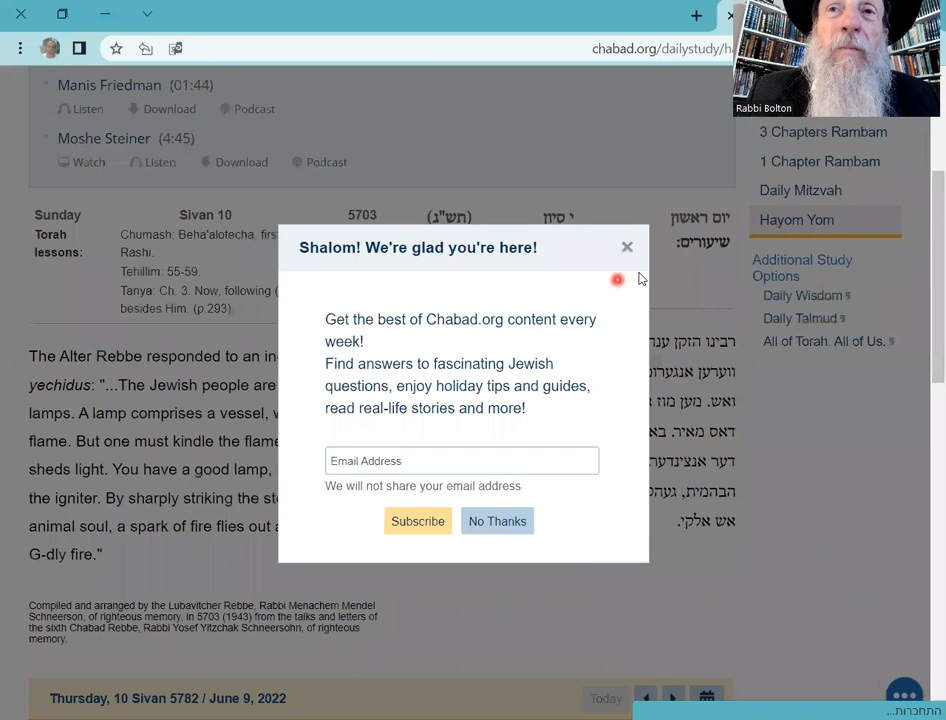 chabad.org/dailystudy/ha
Rabbi Bolton
Manis Friedman (01:44)
Listen Download Podcast
Moshe Steiner (4:45)
Watch Listen Download Podcast
3 Chapters Rambam
1 Chapter Rambam
Daily Mitzvah
Hayom Yom
Additional Study
Options
Daily Wisdom
Daily Talmud
All of Torah. All of Us.
Sunday Sivan 10 5703 (תש"ג) י סיון יום ראשון
Torah
lessons:
Chumash: Beha'alotecha, firs
Rashi.
Tehillim: 55-59.
Tanya: Ch. 3. Now, following (
besides Him. (p.293)
שיעורים:
Shalom! We're glad you're here!
Get the best of Chabad.org content every
week!
Find answers to fascinating Jewish
questions, enjoy holiday tips and guides,
read real-life stories and more!
Email Address
We will not share your email address
Subscribe No Thanks
The Alter Rebbe responded to an in
yechidus: "...The Jewish people are
lamps. A lamp comprises a vessel, w
flame. But one must kindle the flame
sheds light. You have a good lamp,
the igniter. By sharply striking the sto
animal soul, a spark of fire flies out a
G-dly fire."
רבינו הזקן ענה
ווערען אנגערופ
וואש. מען מוז א
דאס מאיר. בא
דער אנצינדער
הבהמית, געהט
אש אלקי.
Compiled and arranged by the Lubavitcher Rebbe, Rabbi Menachem Mendel
Schneerson, of righteous memory, in 5703 (1943) from the talks and letters of
the sixth Chabad Rebbe, Rabbi Yosef Yitzchak Schneersohn, of righteous
memory.
Thursday, 10 Sivan 5782 / June 9, 2022 Today
התחברות...